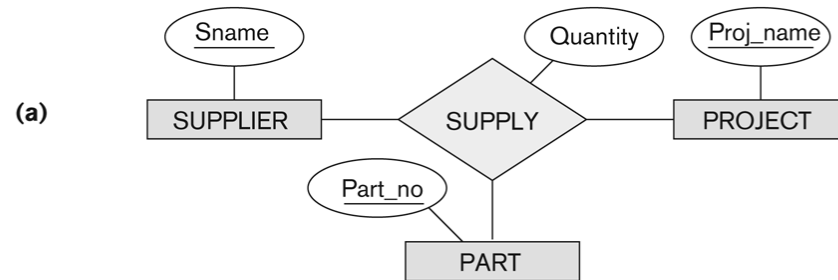 Sname
Quantity
Proj_name
(a)
SUPPLIER
SUPPLY
PROJECT
Part_no
PART